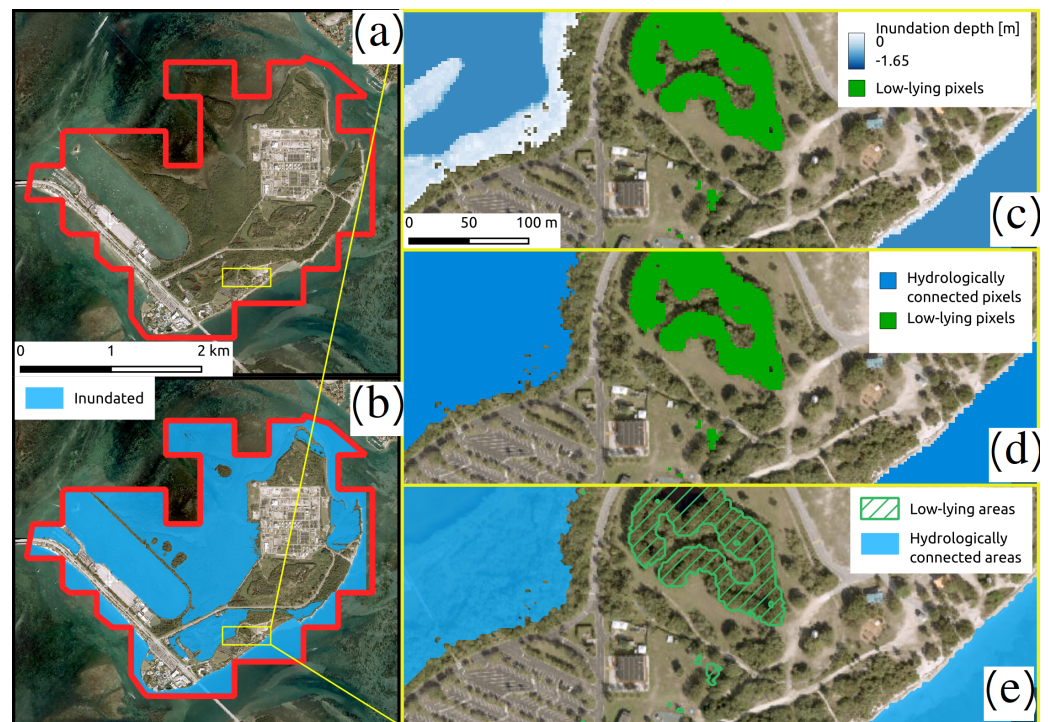 (a)
0 1 2 km
Inundated
(b)
Inundation depth [m]
0
-1.65
Low-lying pixels
0 50 100 m
(c)
Hydrologically
connected pixels
Low-lying pixels
(d)
Low-lying areas
Hydrologically
connected areas
(e)